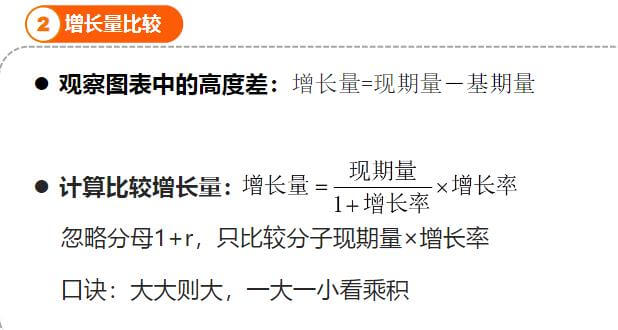 2 增长量比较
● 观察图表中的高度差：增长量=现期量－基期量
● 计算比较增长量：增长量 = 现期量/1+增长率 ×增长率
忽略分母1+r，只比较分子现期量×增长率
口诀：大大则大，一大一小看乘积